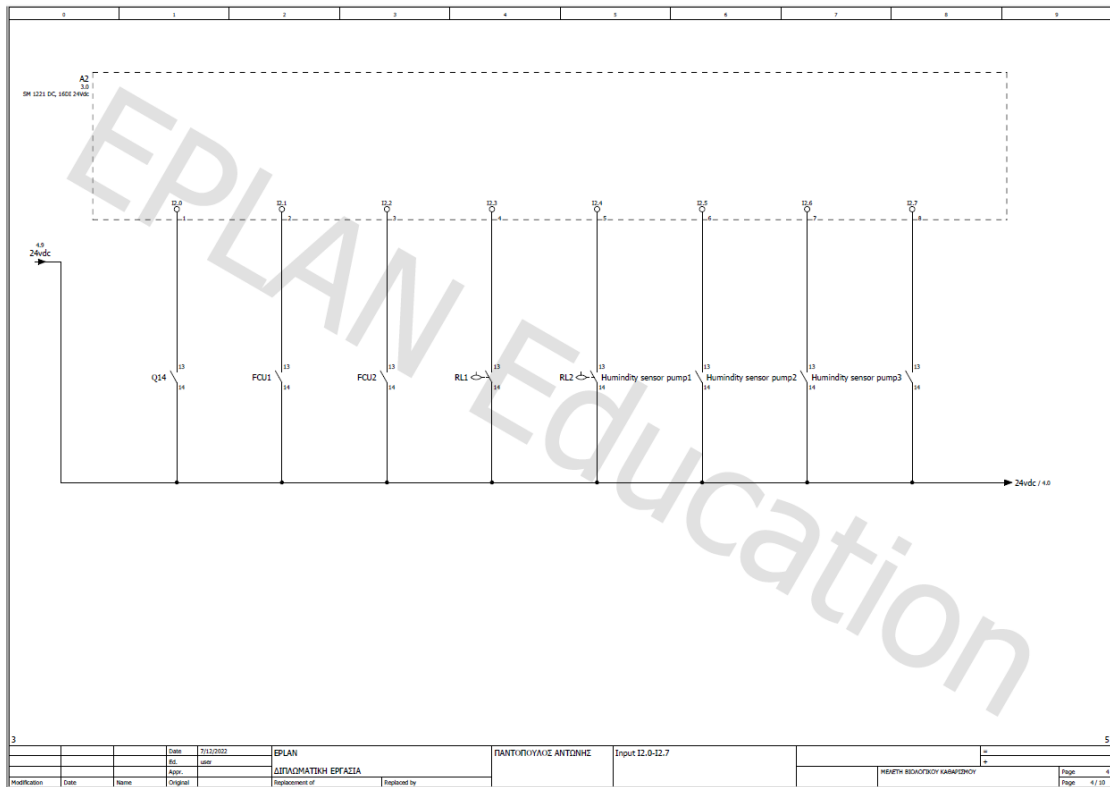 0 1 2 3 4 5 6 7 8 9
A2
3.0
SM 1221 DC, 16DI 24Vdc
I2.0 I2.1 I2.2 I2.3 I2.4 I2.5 I2.6 I2.7
1 2 3 4 5 6 7 8
4.9
24vdc
13 13 13 13 13 13 13 13
Q14 FCU1 FCU2 RL1 RL2 Humindity sensor pump1 Humindity sensor pump2 Humindity sensor pump3
14 14 14 14 14 14 14 14
24vdc / 4.0
EPLAN Education
3 5
Date 7/12/2022 EPLAN ΠΑΝΤΟΠΟΥΛΟΣ ΑΝΤΩΝΗΣ Input I2.0-I2.7 =
Ed. user +
Appr. ΔΙΠΛΩΜΑΤΙΚΗ ΕΡΓΑΣΙΑ ΜΕΛΕΤΗ ΒΙΟΛΟΓΙΚΟΥ ΚΑΘΑΡΙΣΜΟΥ Page 4
Modification Date Name Original Replacement of Replaced by Page 4 / 10